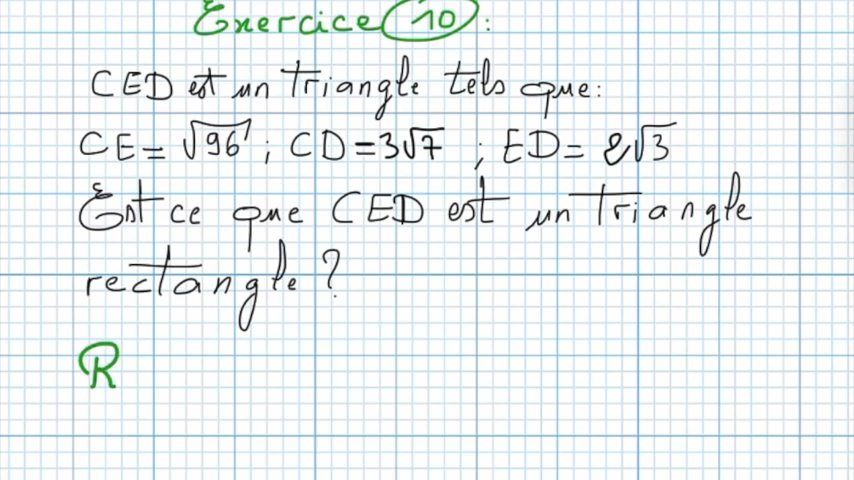 Exercice 10 :
CED est un triangle tels que:
CE = √96 ; CD = 3√7 ; ED = 2√3
Est ce que CED est un triangle
rectangle ?
R